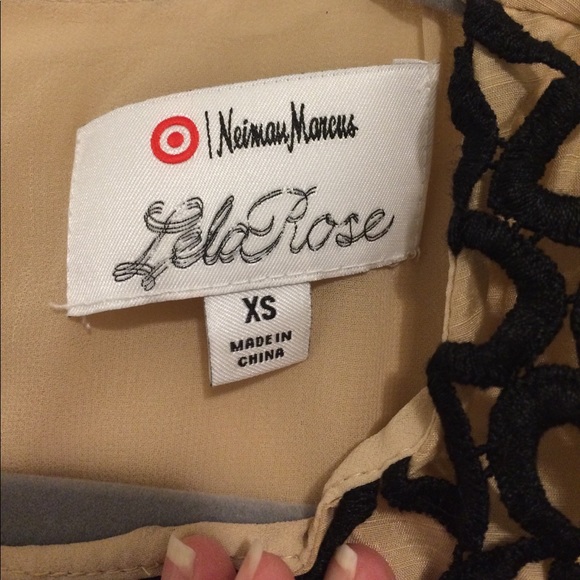 Neiman Marcus
Lela Rose
XS
MADE IN
CHINA